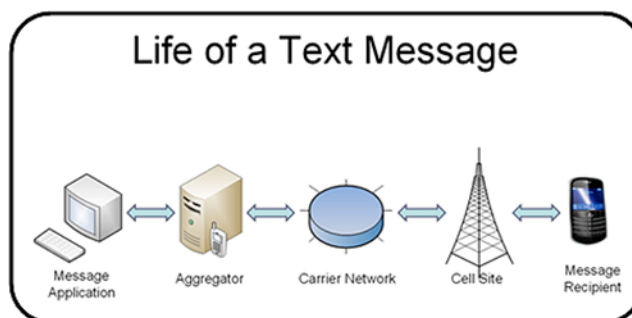 Life of a Text Message
Message
Application
Aggregator
Carrier Network
Cell Site
Message
Recipient